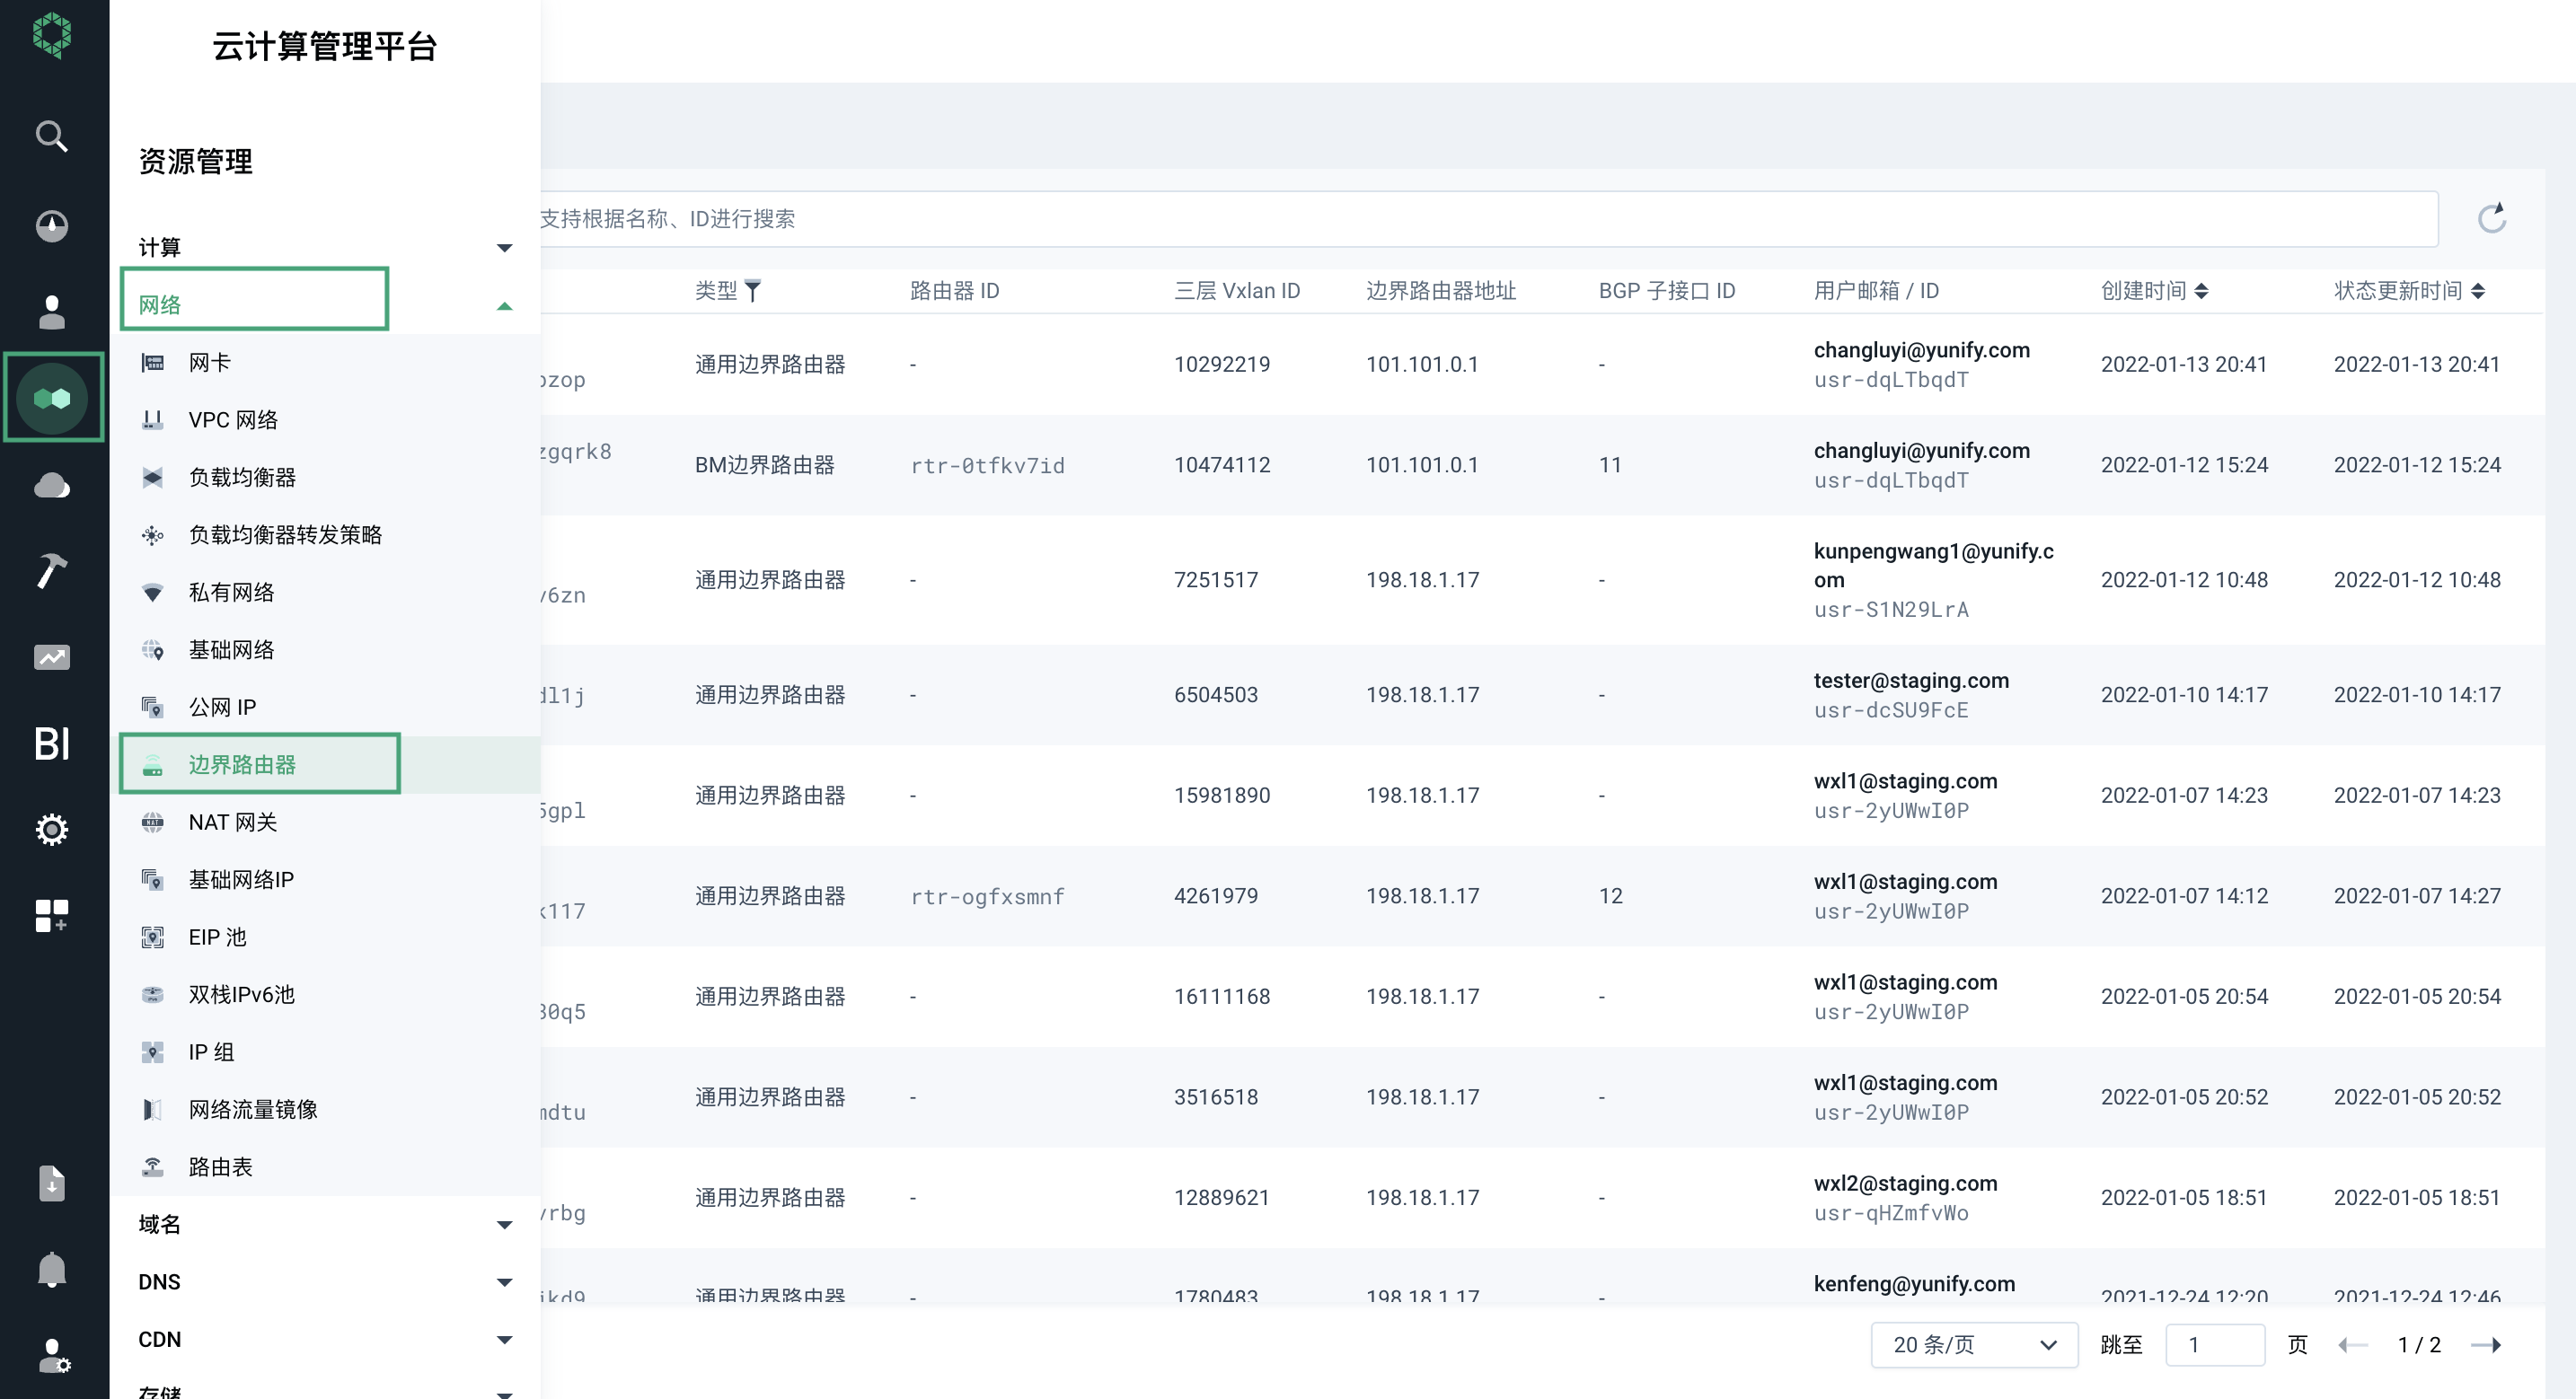 云计算管理平台
资源管理
计算
网络
网卡
VPC 网络
负载均衡器
负载均衡器转发策略
私有网络
基础网络
公网 IP
边界路由器
NAT 网关
基础网络IP
EIP 池
双栈IPv6池
IP 组
网络流量镜像
路由表
域名
DNS
CDN
存储
BI
支持根据名称、ID进行搜索
类型 路由器 ID 三层 Vxlan ID 边界路由器地址 BGP 子接口 ID 用户邮箱 / ID 创建时间 状态更新时间
zop 通用边界路由器 - 10292219 101.101.0.1 - changluyi@yunify.com 2022-01-13 20:41 2022-01-13 20:41
usr-dqLTbqdT
zgqrk8 BM边界路由器 rtr-0tfkv7id 10474112 101.101.0.1 11 changluyi@yunify.com 2022-01-12 15:24 2022-01-12 15:24
usr-dqLTbqdT
v6zn 通用边界路由器 - 7251517 198.18.1.17 - kunpengwang1@yunify.c 2022-01-12 10:48 2022-01-12 10:48
om
usr-S1N29LrA
dl1j 通用边界路由器 - 6504503 198.18.1.17 - tester@staging.com 2022-01-10 14:17 2022-01-10 14:17
usr-dcSU9FcE
5gpl 通用边界路由器 - 15981890 198.18.1.17 - wxl1@staging.com 2022-01-07 14:23 2022-01-07 14:23
usr-2yUWwI0P
k117 通用边界路由器 rtr-ogfxsmnf 4261979 198.18.1.17 12 wxl1@staging.com 2022-01-07 14:12 2022-01-07 14:27
usr-2yUWwI0P
30q5 通用边界路由器 - 16111168 198.18.1.17 - wxl1@staging.com 2022-01-05 20:54 2022-01-05 20:54
usr-2yUWwI0P
mdtu 通用边界路由器 - 3516518 198.18.1.17 - wxl1@staging.com 2022-01-05 20:52 2022-01-05 20:52
usr-2yUWwI0P
vrbg 通用边界路由器 - 12889621 198.18.1.17 - wxl2@staging.com 2022-01-05 18:51 2022-01-05 18:51
usr-qHZmfvWo
ikd9 通用边界路由器 - 1780483 198.18.1.17 - kenfeng@yunify.com 2021-12-24 12:20 2021-12-24 12:46
20 条/页 跳至 1 页 1 / 2